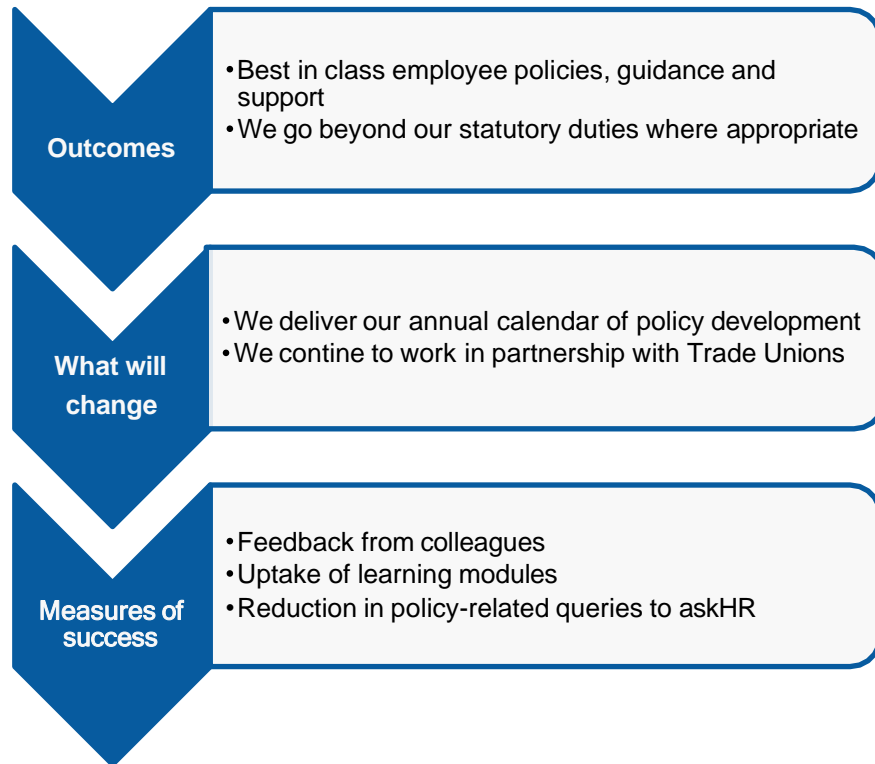 Outcomes
•Best in class employee policies, guidance and
support
•We go beyond our statutory duties where appropriate
What will
change
•We deliver our annual calendar of policy development
•We contine to work in partnership with Trade Unions
Measures of
success
•Feedback from colleagues
•Uptake of learning modules
•Reduction in policy-related queries to askHR